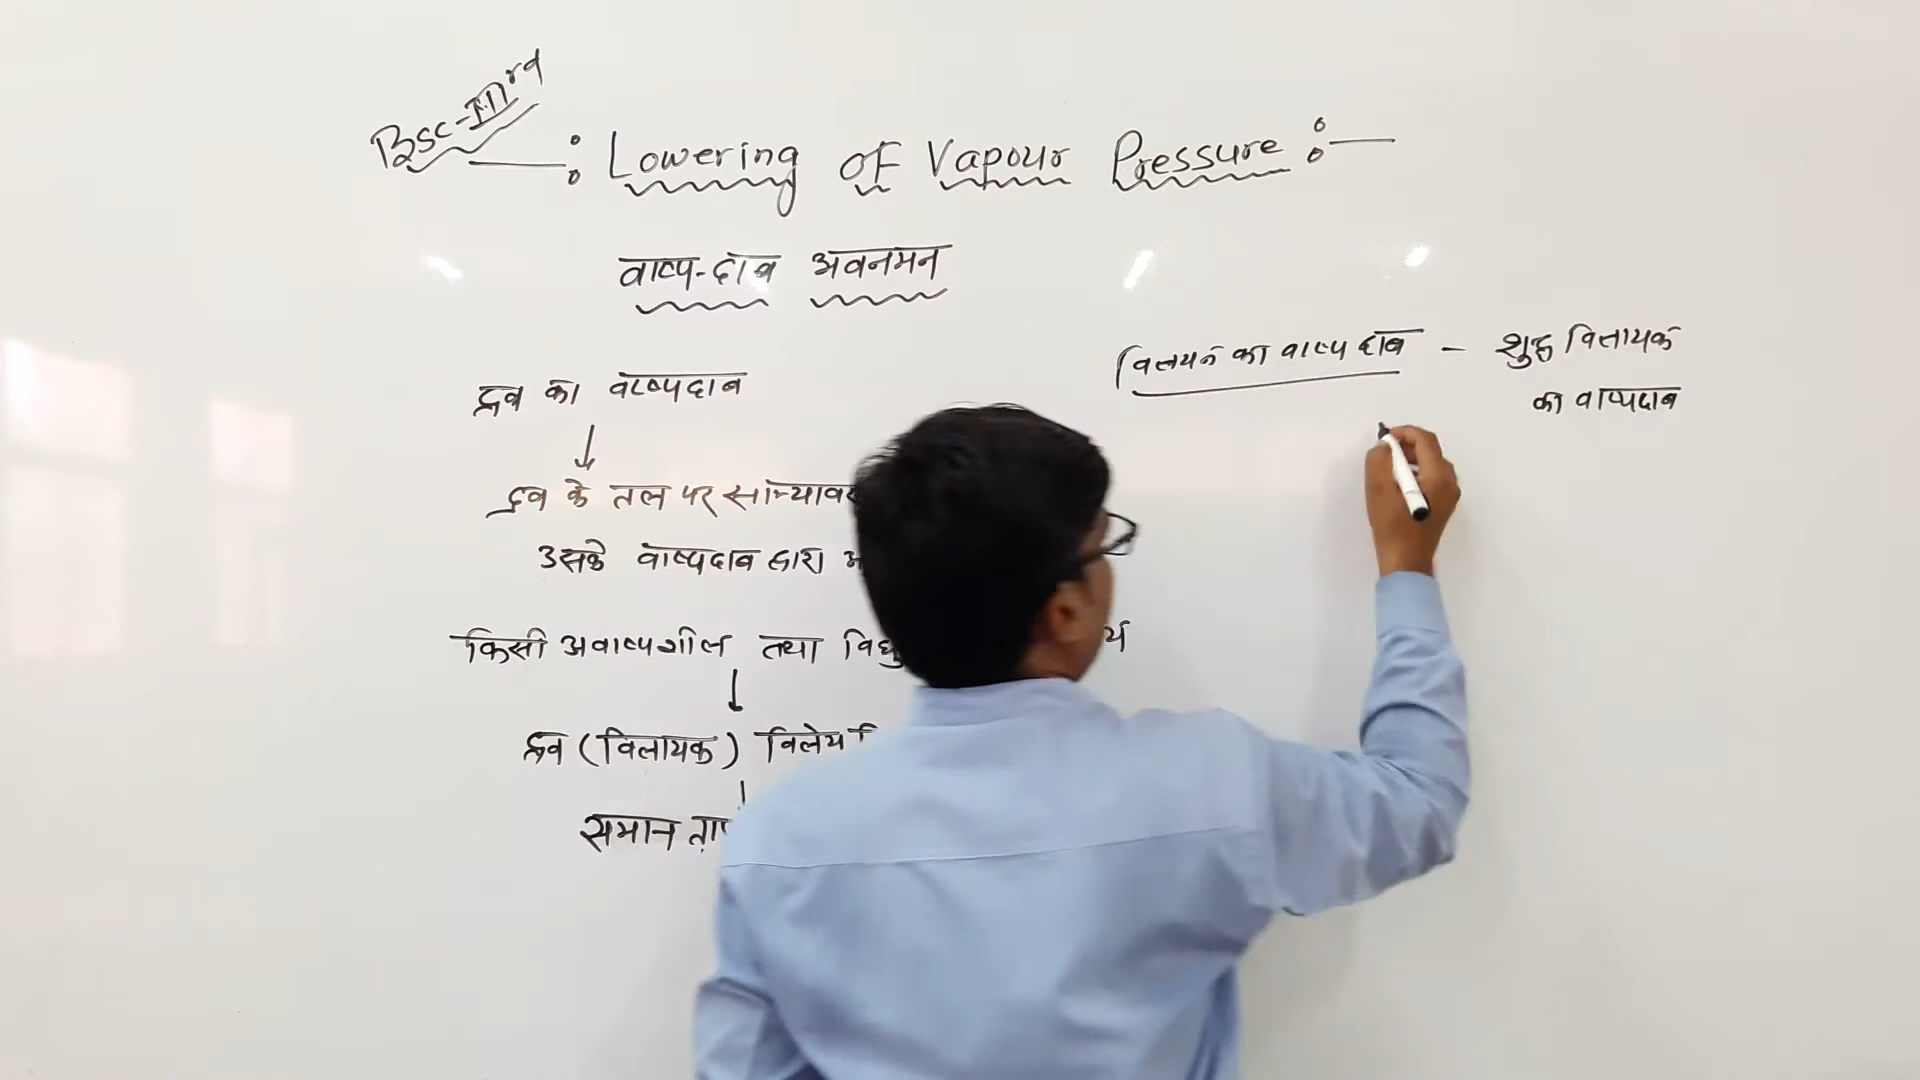 Bsc-IIIrd
Lowering of Vapour Pressure
वाष्प-दाब अवनमन
द्रव का वाष्पदाब
द्रव के तल पर
उसके वाष्पदाब द्वारा
किसी अवाष्पशील तथा
द्रव (विलायक)
समान
विलयन का वाष्प दाब – शुद्ध विलायक
का वाष्पदाब